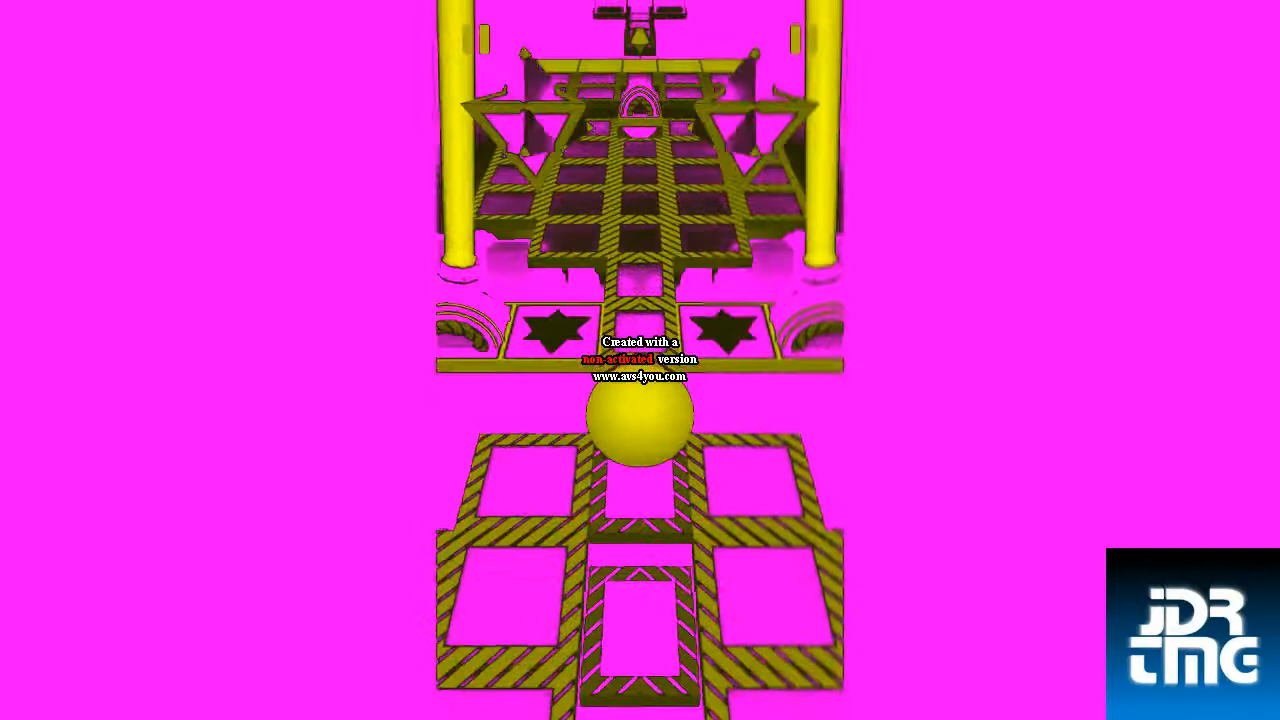 Created with a
non-activated version
www.avs4you.com
JDR
TMG